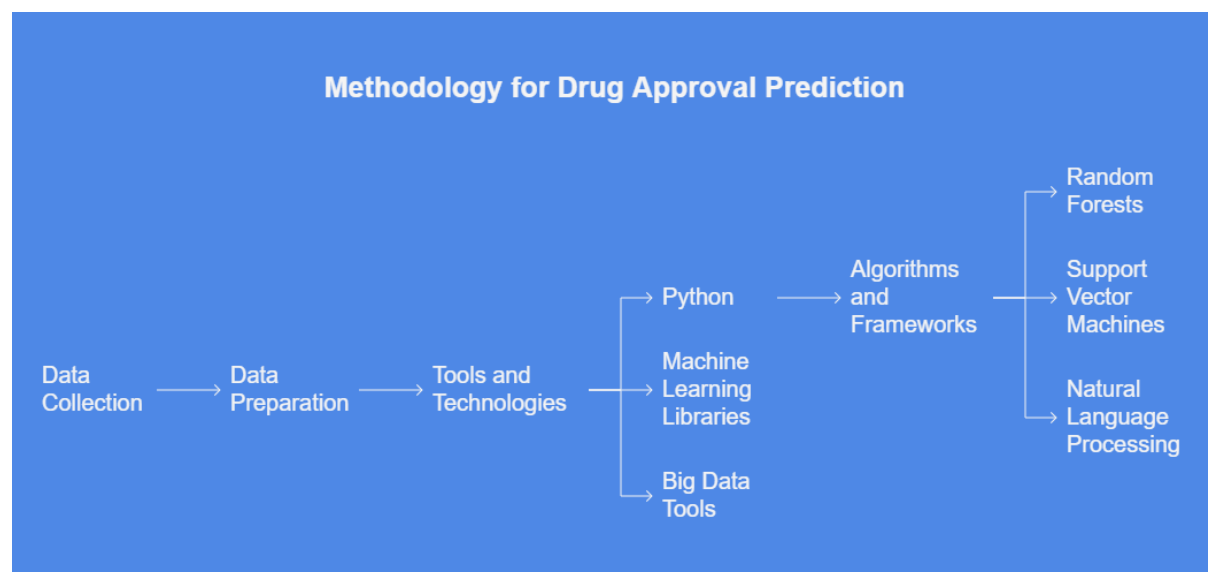 Methodology for Drug Approval Prediction
Data
Collection
Data
Preparation
Tools and
Technologies
Python
Machine
Learning
Libraries
Big Data
Tools
Algorithms
and
Frameworks
Random
Forests
Support
Vector
Machines
Natural
Language
Processing